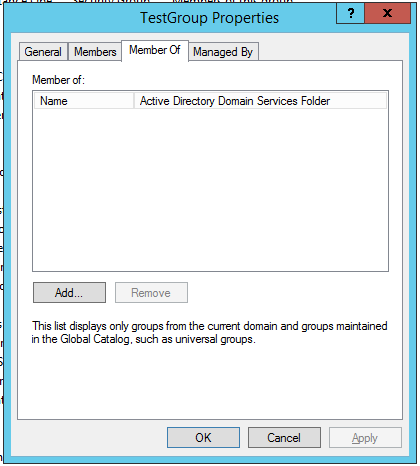 TestGroup Properties
? x
General Members Member Of Managed By
Member of:
Name Active Directory Domain Services Folder
Add... Remove
This list displays only groups from the current domain and groups maintained
in the Global Catalog, such as universal groups.
OK Cancel Apply